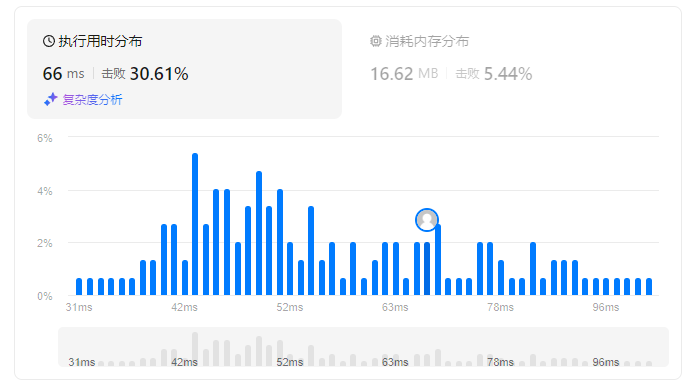 执行用时分布
66 ms 击败 30.61%
复杂度分析
消耗内存分布
16.62 MB 击败 5.44%
6%
4%
2%
0%
31ms 42ms 52ms 63ms 78ms 96ms
31ms 42ms 52ms 63ms 78ms 96ms